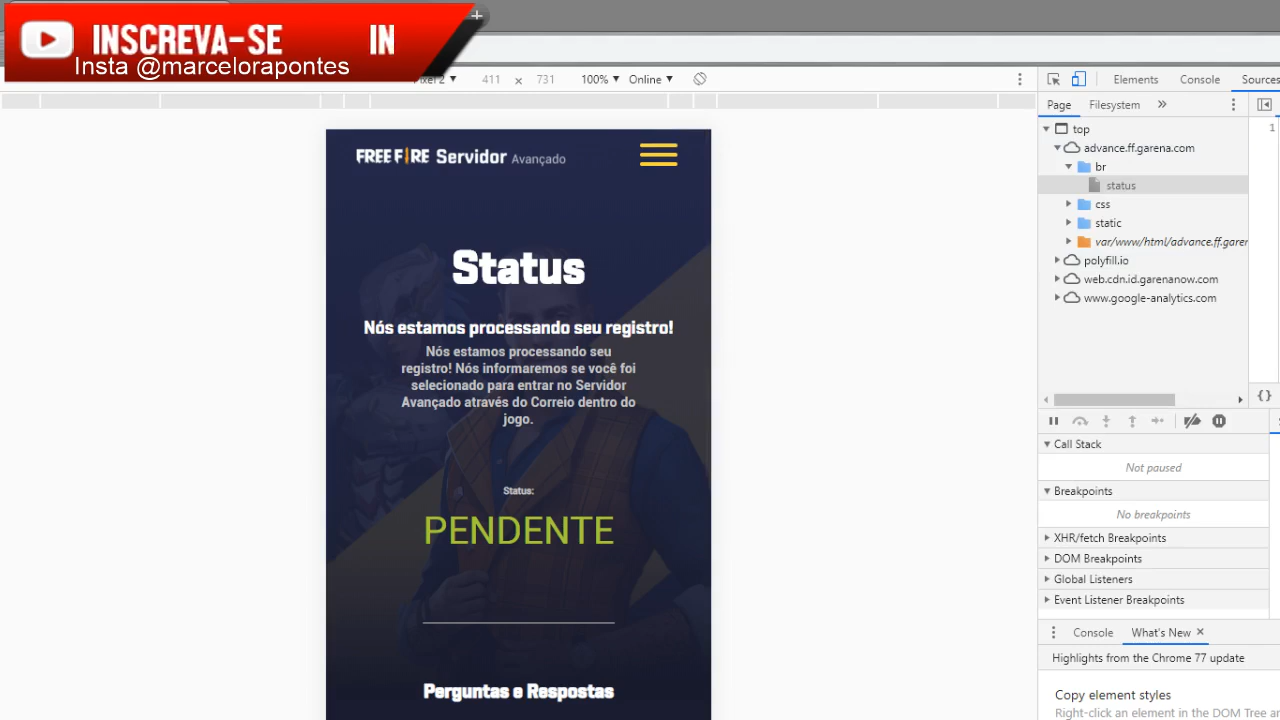 INSCREVA-SE IN
Insta @marcelorapontes
411 × 731 100% Online
Elements Console Sources
Page Filesystem »
top
advance.ff.garena.com
br
status
css
static
var/www/html/advance.ff.garer
polyfill.io
web.cdn.id.garenanow.com
www.google-analytics.com
1
{}
Call Stack
Not paused
Breakpoints
No breakpoints
XHR/fetch Breakpoints
DOM Breakpoints
Global Listeners
Event Listener Breakpoints
Console What's New ×
Highlights from the Chrome 77 update
Copy element styles
Right-click an element in the DOM Tree
FREE FIRE Servidor Avançado
Status
Nós estamos processando seu registro!
Nós estamos processando seu
registro! Nós informaremos se você foi
selecionado para entrar no Servidor
Avançado através do Correio dentro do
jogo.
Status:
PENDENTE
Perguntas e Respostas